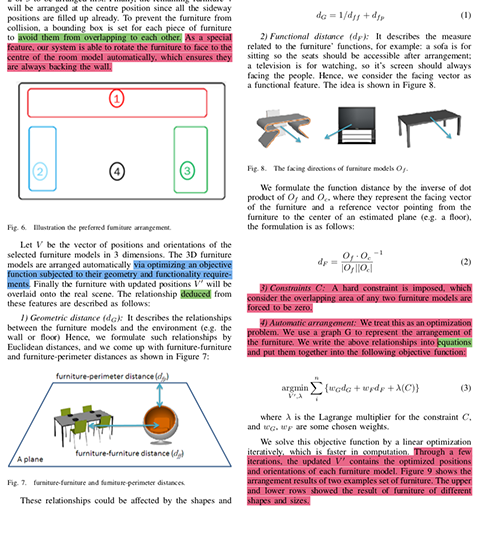 will be arranged at the centre position since all the sideway
positions are filled up already. To prevent the furniture from
collision, a bounding box is set for each piece of furniture
to avoid them from overlapping to each other. As a special
feature, our system is able to rotate the furniture to face to the
centre of the room model automatically, which ensures they
are always backing the wall.
1
2
3
4
Fig. 6. Illustration the perferred furniture arrangement.
Let V be the vector of positions and orientations of the
selected furniture models in 3 dimensions. The 3D furniture
models are arranged automatically via optimizing an objective
function subjected to their geometry and functionality require-
ments. Finally the furniture with updated positions V′ will be
overlaid onto the real scene. The relationship deduced from
these features are described as follows:
1) Geometric distance (d_G): It describes the relationships
between the furniture models and the environment (e.g. the
wall or floor) Hence, we formulate such relationships by
Euclidean distances, and we come up with furniture-furniture
and furniture-perimeter distances as shown in Figure 7:
furniture-perimeter distance (d_fp)
furniture-furniture distance (d_ff)
A plane
Fig. 7. furniture-furniture and furniture-perimeter distances.
These relationships could be affected by the shapes and
d_G = 1/d_ff + d_fp (1)
2) Functional distance (d_F): It describes the measure
related to the furniture' functions, for example: a sofa is for
sitting so the seats should be accessible after arrangement;
a television is for watching, so it's screen should always
facing the people. Hence, we consider the facing vector as
a functional feature. The idea is shown in Figure 8.
Fig. 8. The facing directions of furniture models O_f.
We formulate the function distance by the inverse of dot
product of O_f and O_c, where they represent the facing vector
of the furniture and a reference vector pointing from the
furniture to the center of an estimated plane (e.g. a floor),
the formulation is as follows:
d_F = O_f · O_c / |O_f||O_c| ^-1 (2)
3) Constraints C: A hard constraint is imposed, which
consider the overlapping area of any two furniture models are
forced to be zero.
4) Automatic arrangement: We treat this as an optimization
problem. We use a graph G to represent the arrangement of
the furniture. We write the above relationships into equations
and put them together into the following objective function:
argmin V′,λ ∑ n i {w_G d_G + w_F d_F + λ(C)} (3)
where λ is the Lagrange multiplier for the constraint C,
and w_G, w_F are some chosen weights.
We solve this objective function by a linear optimization
iteratively, which is faster in computation. Through a few
iterations, the updated V′ contains the optimized positions
and orientations of each furniture model. Figure 9 shows the
arrangement results of two examples set of furniture. The upper
and lower rows showed the result of furniture of different
shapes and sizes.